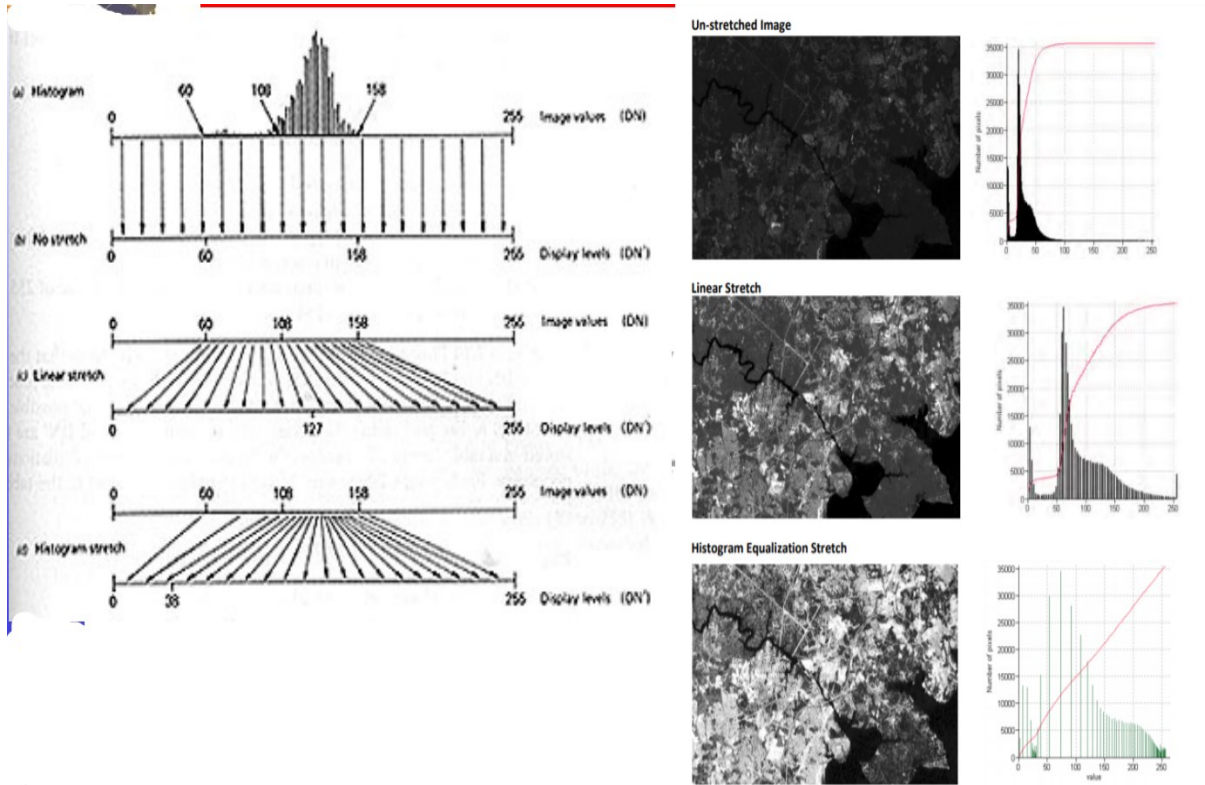 (a) Histogram
60 108 158
0 255 Image values (DN)
(b) No stretch
0 60 158 255 Display levels (DN')
0 60 108 158 255 Image values (DN)
(c) Linear stretch
0 127 255 Display levels (DN')
0 60 108 158 255 Image values (DN)
(d) Histogram stretch
0 38 255 Display levels (DN')
Un-stretched Image
Number of pixels
35000
30000
25000
20000
15000
10000
5000
0
0 50 100 150 200 250
Linear Stretch
Number of pixels
35000
30000
25000
20000
15000
10000
5000
0
0 50 100 150 200 250
Histogram Equalization Stretch
Number of pixels
35000
30000
25000
20000
15000
10000
5000
0
0 50 100 150 200 250
value